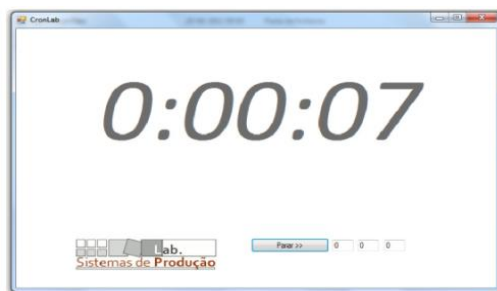 CronLab
0:00:07
Lab.
Sistemas de Produção
Parar >>
0 0 0